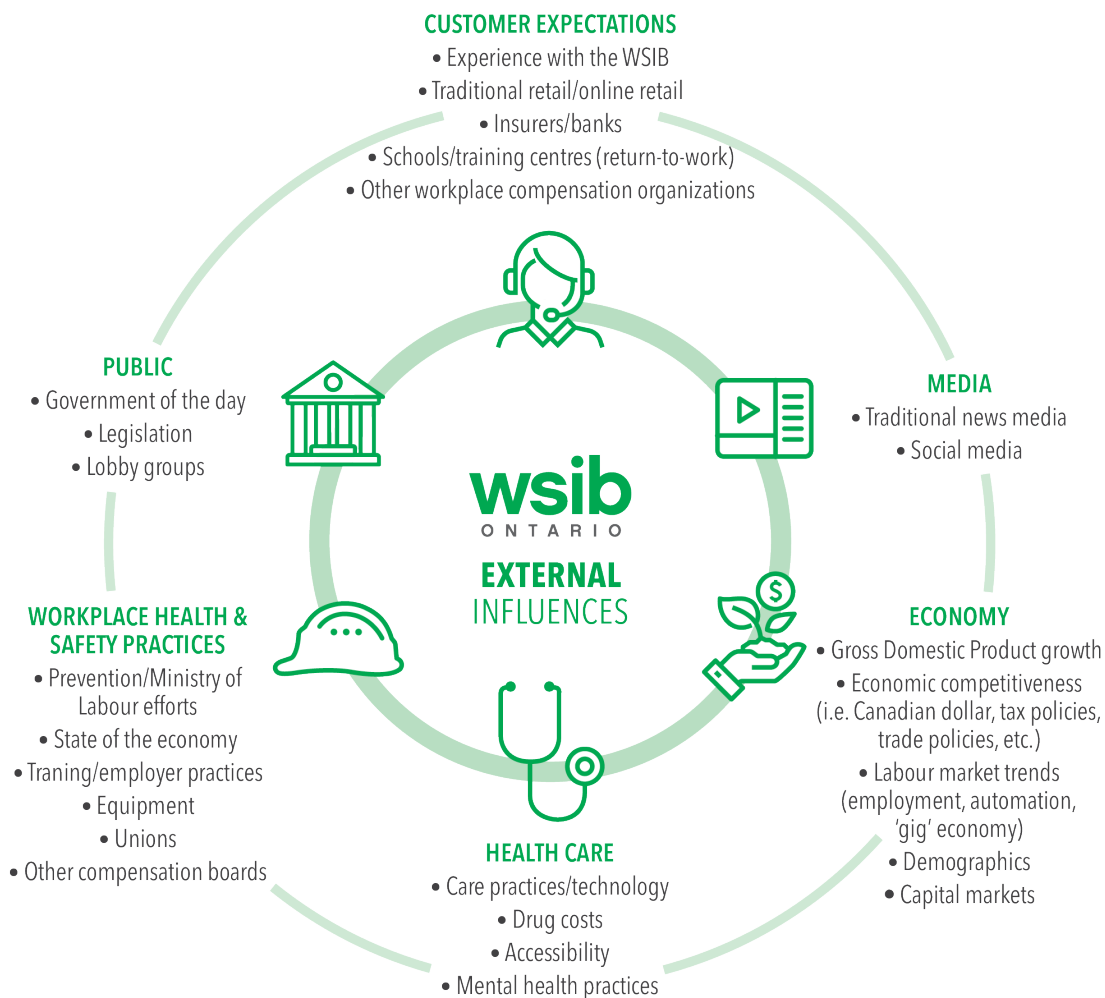 CUSTOMER EXPECTATIONS
• Experience with the WSIB
• Traditional retail/online retail
• Insurers/banks
• Schools/training centres (return-to-work)
• Other workplace compensation organizations
PUBLIC
• Government of the day
• Legislation
• Lobby groups
MEDIA
• Traditional news media
• Social media
wsib
ONTARIO
EXTERNAL
INFLUENCES
$
WORKPLACE HEALTH &
SAFETY PRACTICES
• Prevention/Ministry of
Labour efforts
• State of the economy
• Traning/employer practices
• Equipment
• Unions
• Other compensation boards
ECONOMY
• Gross Domestic Product growth
• Economic competitiveness
(i.e. Canadian dollar, tax policies,
trade policies, etc.)
• Labour market trends
(employment, automation,
‘gig’ economy)
• Demographics
• Capital markets
HEALTH CARE
• Care practices/technology
• Drug costs
• Accessibility
• Mental health practices